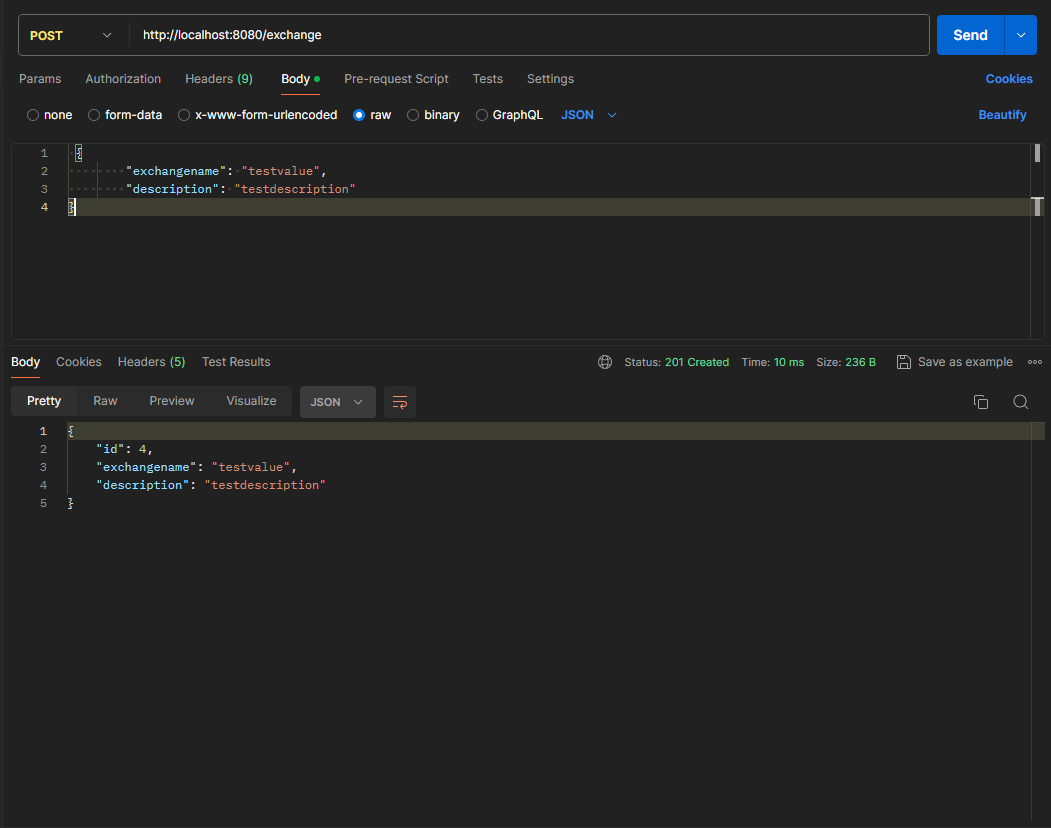 POST http://localhost:8080/exchange Send
Params Authorization Headers (9) Body Pre-request Script Tests Settings Cookies
none form-data x-www-form-urlencoded raw binary GraphQL JSON Beautify
1 {
2 "exchangename": "testvalue",
3 "description": "testdescription"
4 }
Body Cookies Headers (5) Test Results Status: 201 Created Time: 10 ms Size: 236 B Save as example
Pretty Raw Preview Visualize JSON
1 {
2 "id": 4,
3 "exchangename": "testvalue",
4 "description": "testdescription"
5 }